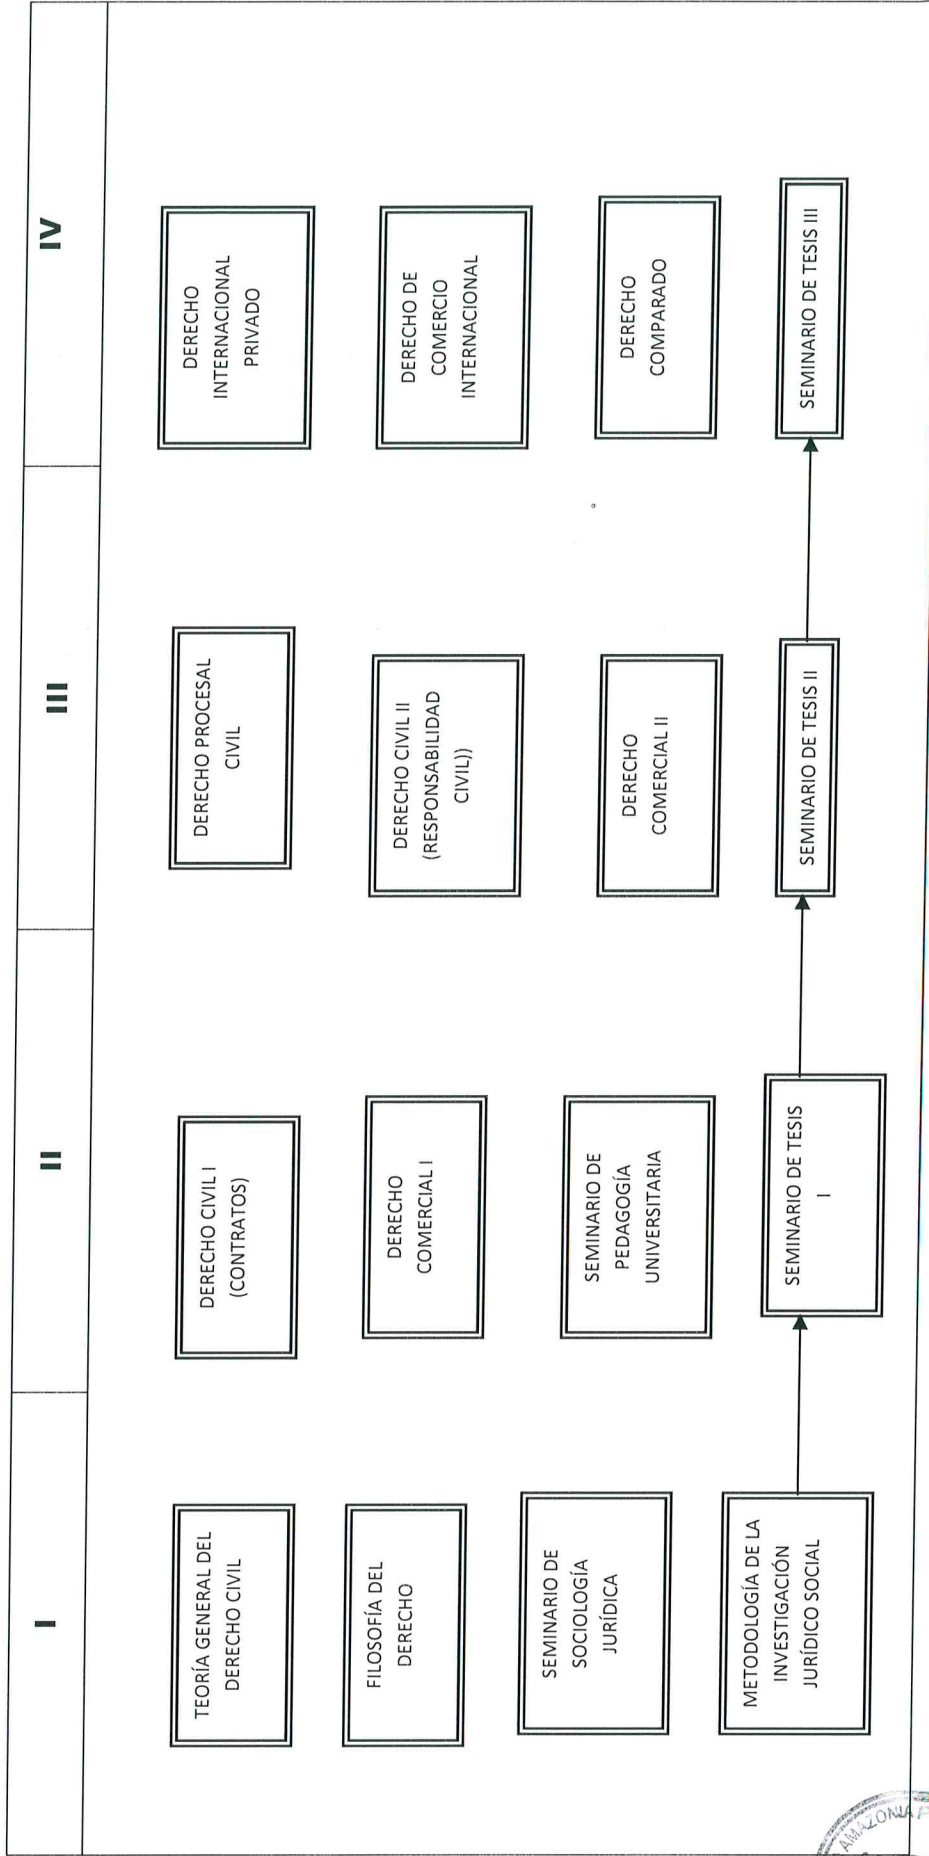 I
II
III
IV
TEORÍA GENERAL DEL
DERECHO CIVIL
FILOSOFÍA DEL
DERECHO
SEMINARIO DE
SOCIOLOGÍA
JURÍDICA
METODOLOGÍA DE LA
INVESTIGACIÓN
JURÍDICO SOCIAL
DERECHO CIVIL I
(CONTRATOS)
DERECHO
COMERCIAL I
SEMINARIO DE
PEDAGOGÍA
UNIVERSITARIA
SEMINARIO DE TESIS
I
DERECHO PROCESAL
CIVIL
DERECHO CIVIL II
(RESPONSABILIDAD
CIVIL))
DERECHO
COMERCIAL II
SEMINARIO DE TESIS II
DERECHO
INTERNACIONAL
PRIVADO
DERECHO DE
COMERCIO
INTERNACIONAL
DERECHO
COMPARADO
SEMINARIO DE TESIS III
AMAZONIA